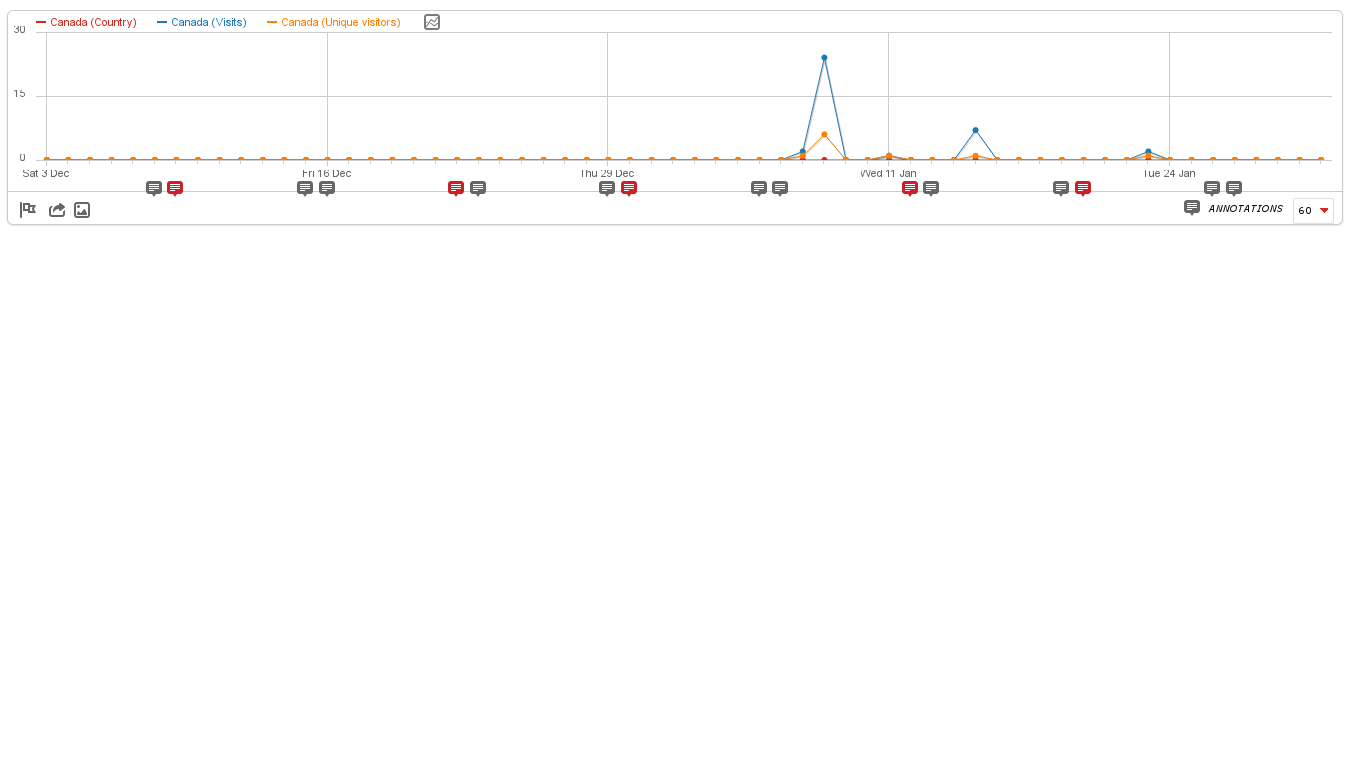 Canada (Country) Canada (Visits) Canada (Unique visitors)
30
15
0
Sat 3 Dec Fri 16 Dec Thu 29 Dec Wed 11 Jan Tue 24 Jan
ANNOTATIONS 60